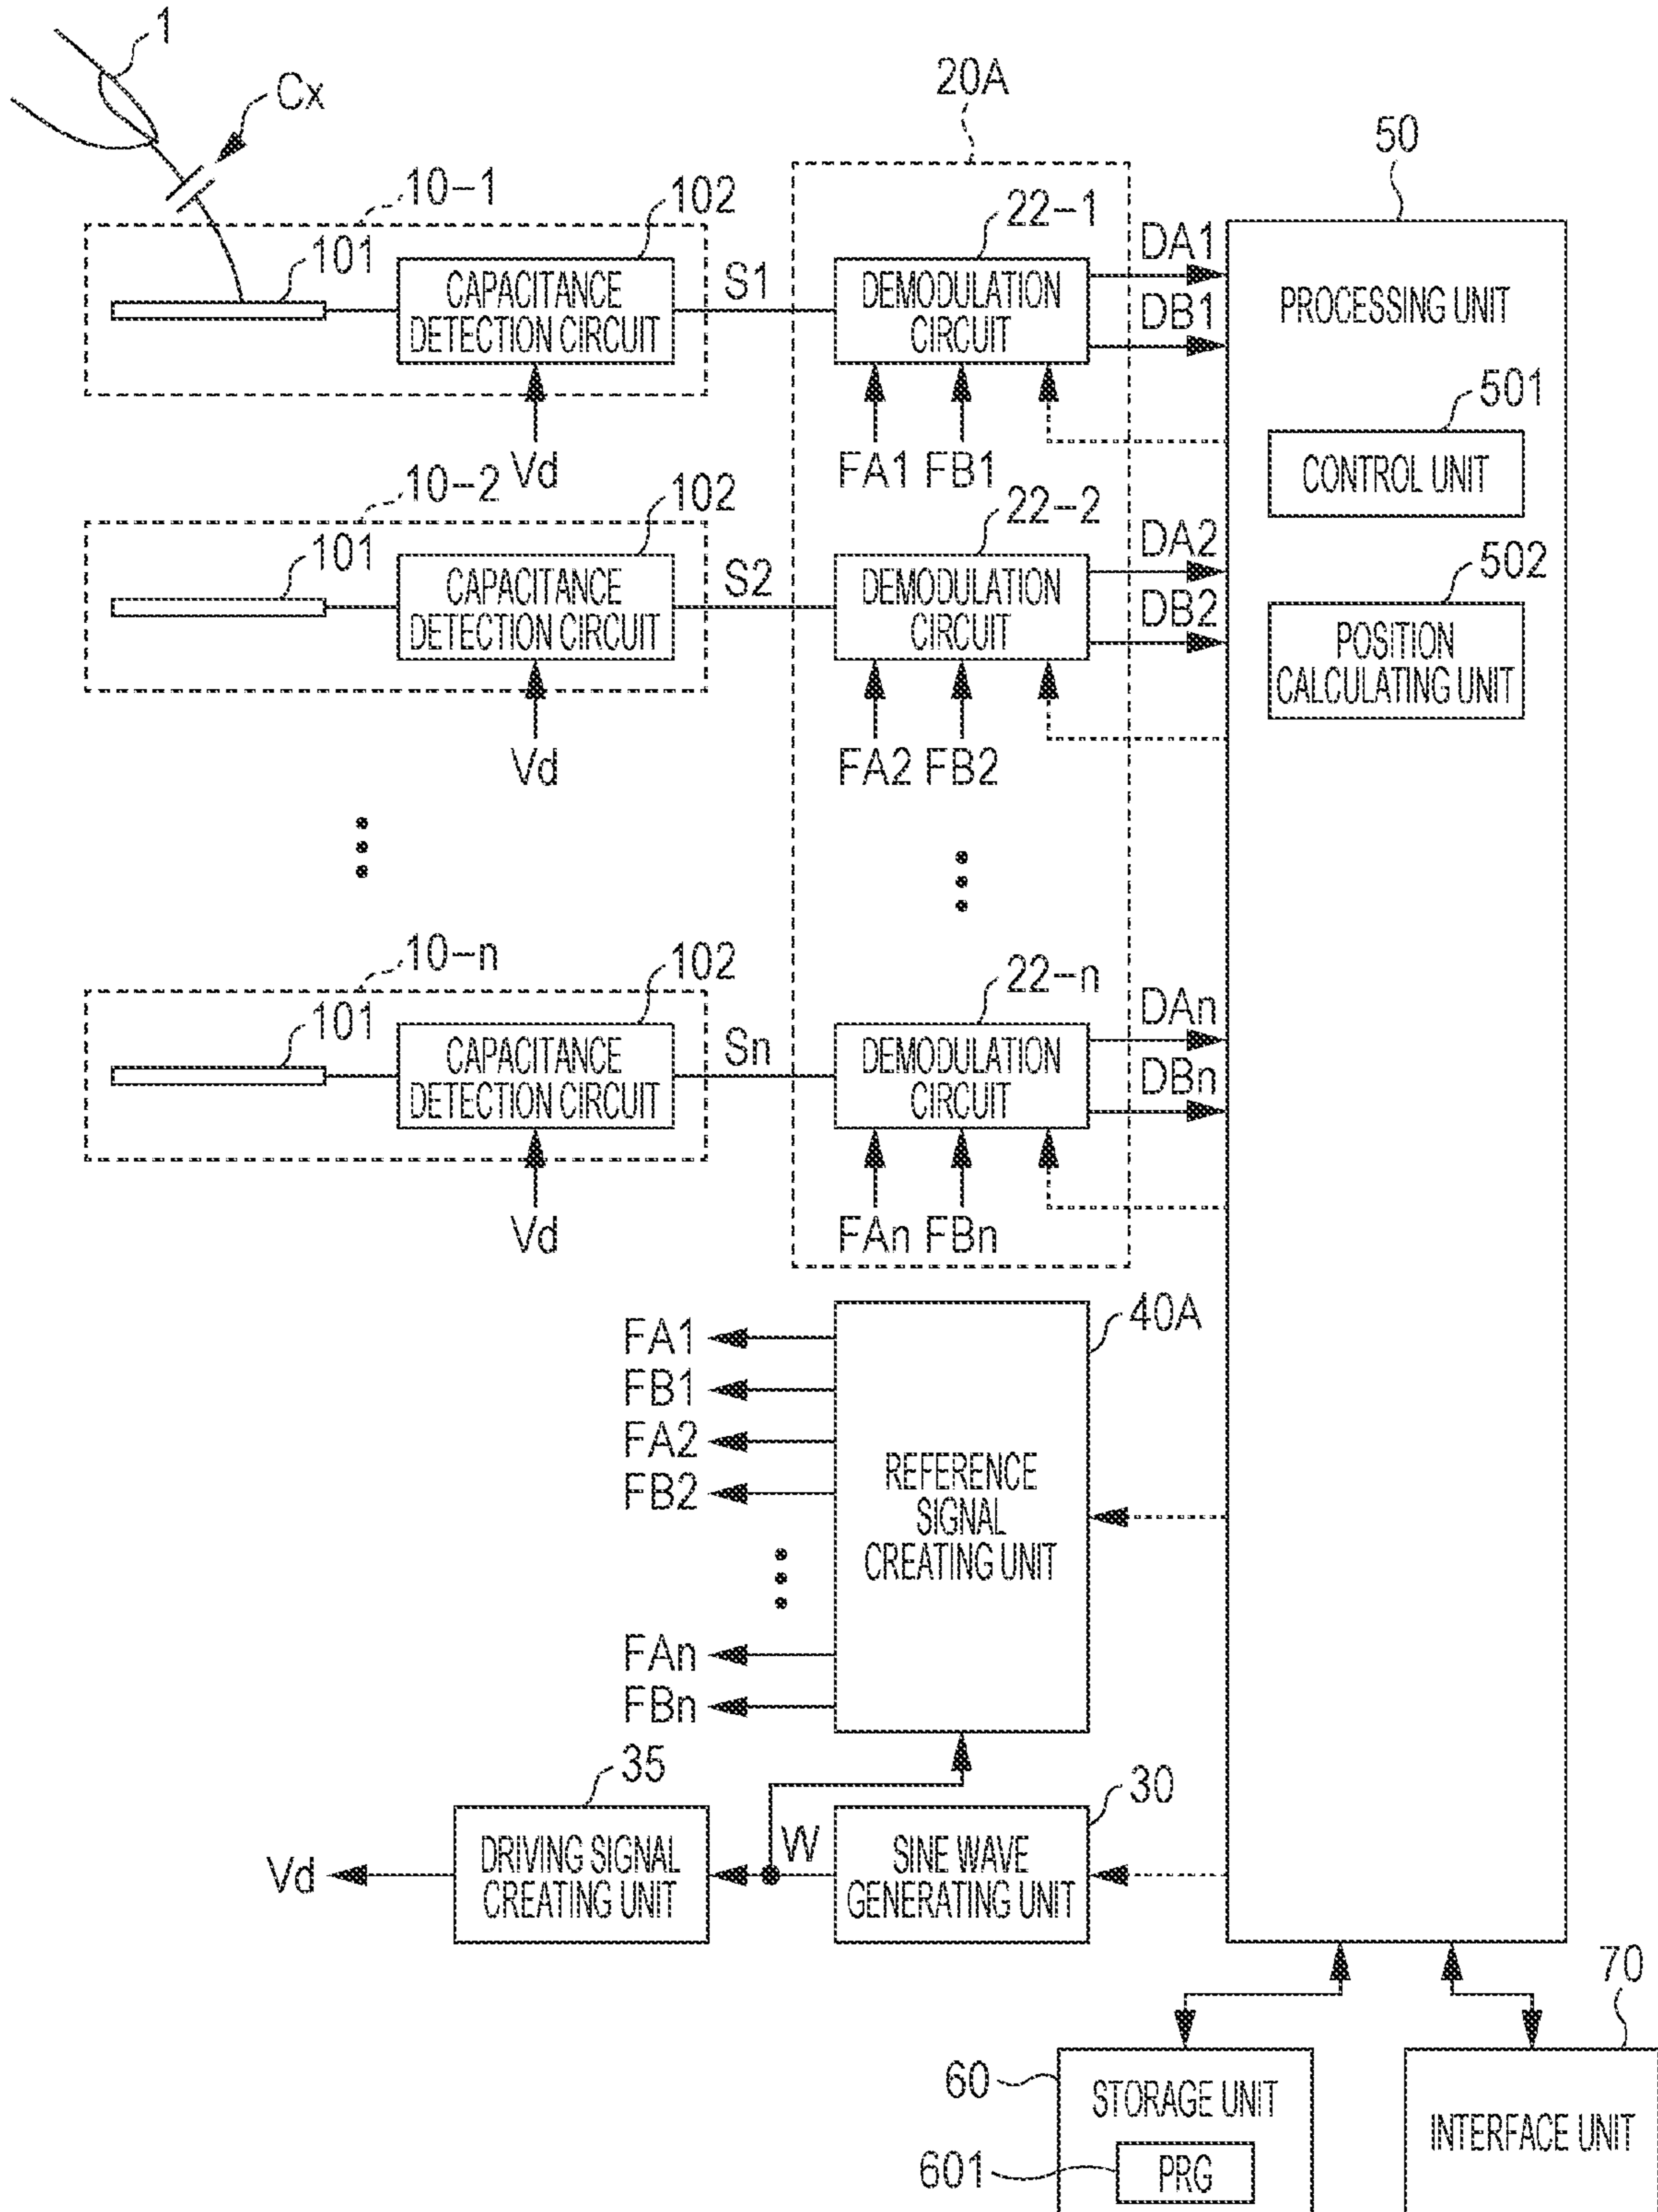 1
Cx
20A
50
10-1
102
22-1
DA1
101
CAPACITANCE
DETECTION CIRCUIT
S1
DEMODULATION
CIRCUIT
DB1
PROCESSING UNIT
Vd
FA1 FB1
501
CONTROL UNIT
10-2
102
22-2
DA2
502
101
CAPACITANCE
DETECTION CIRCUIT
S2
DEMODULATION
CIRCUIT
DB2
POSITION
CALCULATING UNIT
Vd
FA2 FB2
10-n
102
22-n
DAn
101
CAPACITANCE
DETECTION CIRCUIT
Sn
DEMODULATION
CIRCUIT
DBn
Vd
FAn FBn
40A
FA1
FB1
FA2
FB2
REFERENCE
SIGNAL
CREATING UNIT
FAn
FBn
35
30
Vd
DRIVING SIGNAL
CREATING UNIT
W
SINE WAVE
GENERATING UNIT
70
60
STORAGE UNIT
INTERFACE UNIT
601
PRG